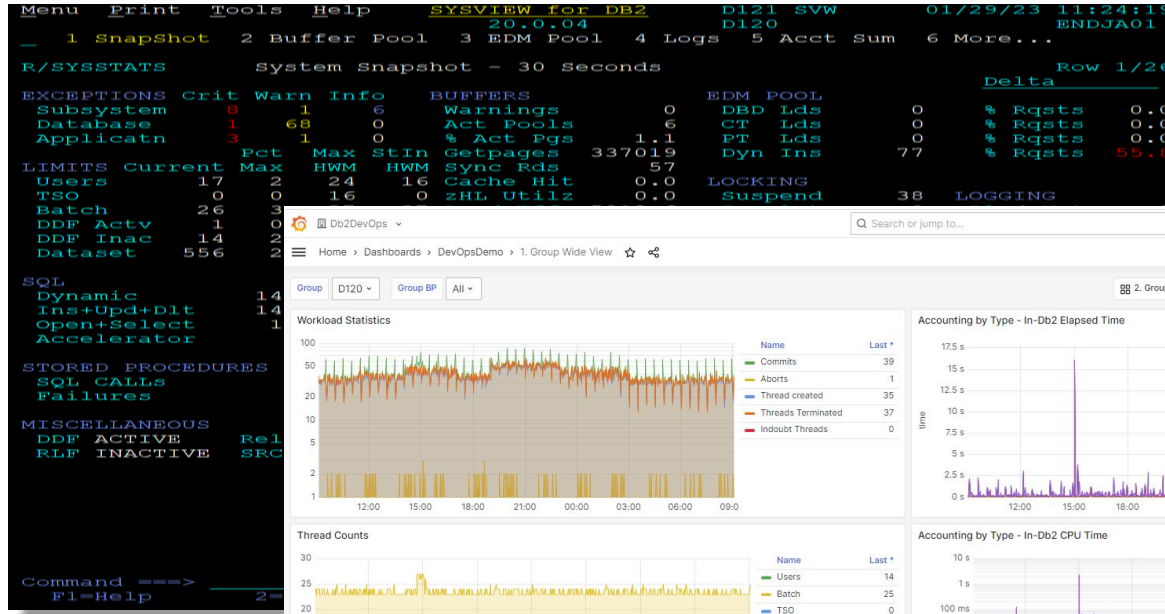 Menu Print Tools Help SYSVIEW for DB2 D121 SVW 01/29/23 11:24:19
20.0.04 D120 ENDJA01
1 SnapShot 2 Buffer Pool 3 EDM Pool 4 Logs 5 Acct Sum 6 More...
R/SYSSTATS System Snapshot - 30 Seconds Row 1/26
Delta
EXCEPTIONS Crit Warn Info BUFFERS EDM POOL
Subsystem 8 1 6 Warnings 0 DBD Lds 0 % Rqsts 0.0
Database 1 68 0 Act Pools 6 CT Lds 0 % Rqsts 0.0
Applicatn 3 1 0 % Act Pgs 1.1 PT Lds 0 % Rqsts 0.0
Pct Max StIn Getpages 337019 Dyn Ins 77 % Rqsts 55.8
LIMITS Current Max HWM HWM Sync Rds 57
Users 17 2 24 16 Cache Hit 0.0 LOCKING
TSO 0 0 16 0 zHL Utilz 0.0 Suspend 38 LOGGING
Batch 26 3
DDF Actv 1 0
DDF Inac 14 2
Dataset 556 2
SQL
Dynamic 14
Ins+Upd+Dlt 14
Open+Select 1
Accelerator
STORED PROCEDURES
SQL CALLs
Failures
MISCELLANEOUS
DDF ACTIVE Rel
RLF INACTIVE SRC
Command ===>
F1=Help 2=
Db2DevOps
Search or jump to...
Home › Dashboards › DevOpsDemo › 1. Group Wide View
Group D120 Group BP All
2. Grou
Workload Statistics
100
50
20
10
5
2
1
12:00 15:00 18:00 21:00 00:00 03:00 06:00 09:0
Name Last *
Commits 39
Aborts 1
Thread created 35
Threads Terminated 37
Indoubt Threads 0
Accounting by Type - In-Db2 Elapsed Time
17.5 s
15 s
12.5 s
10 s
7.5 s
5 s
2.5 s
0 s
time
12:00 15:00 18:00
Thread Counts
30
25
20
Name Last *
Users 14
Batch 25
TSO 0
Accounting by Type - In-Db2 CPU Time
10 s
1 s
100 ms